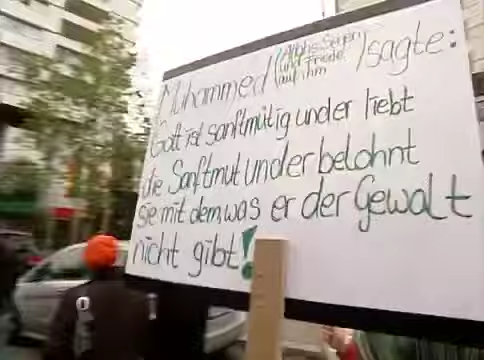 Muhammed (Allahs Segen und Friede auf ihm) sagte:
Gott ist sanftmütig und er liebt
die Sanftmut und er belohnt
sie mit dem, was er der Gewalt
nicht gibt!